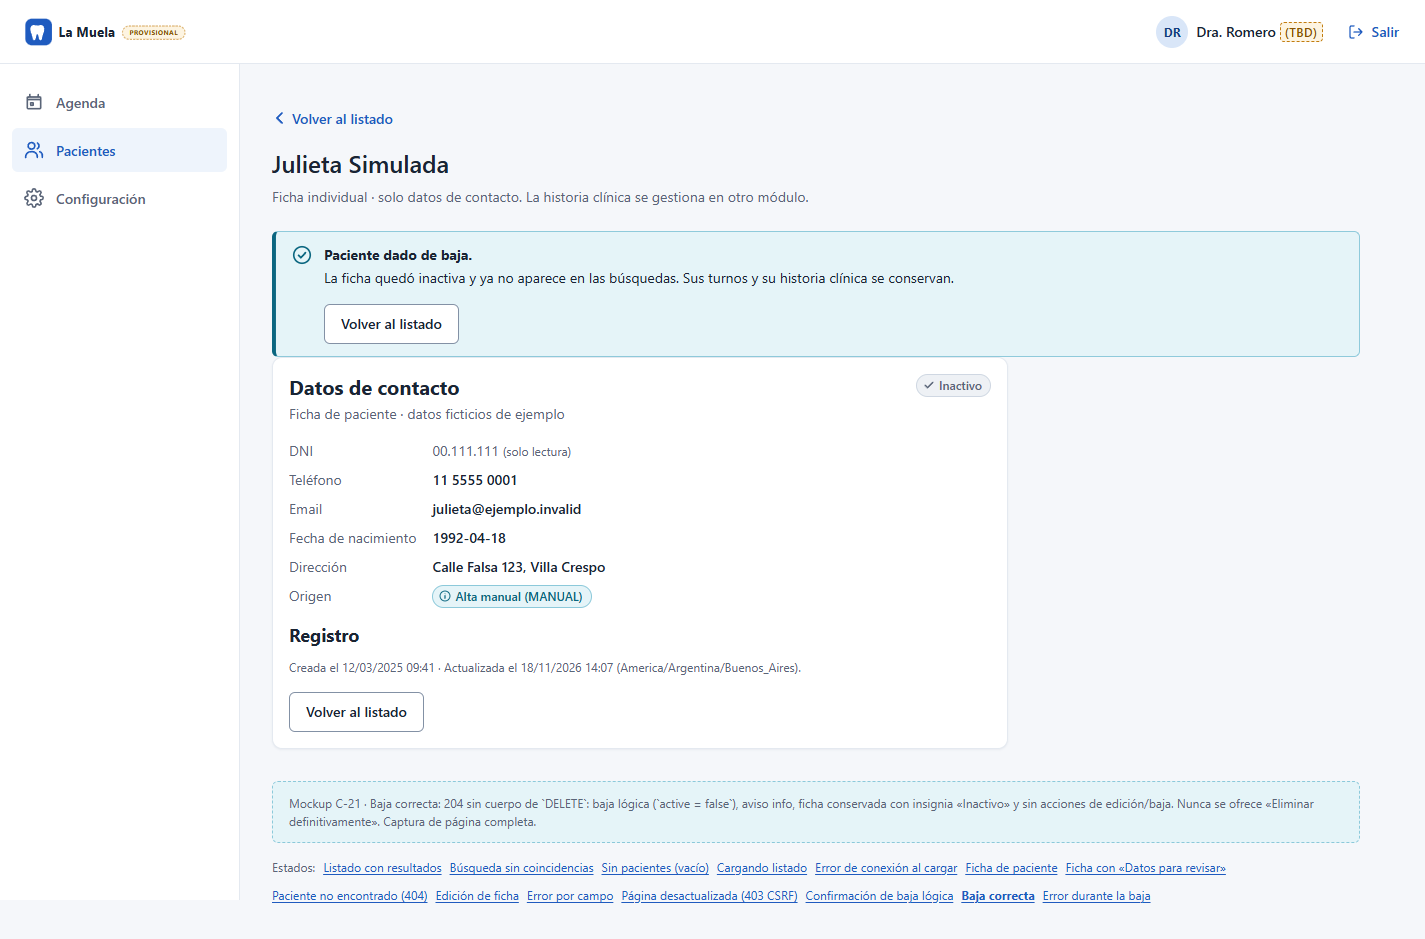 La Muela PROVISIONAL
DR Dra. Romero (TBD) Salir
Agenda
Pacientes
Configuración
Volver al listado
Julieta Simulada
Ficha individual · solo datos de contacto. La historia clínica se gestiona en otro módulo.
Paciente dado de baja.
La ficha quedó inactiva y ya no aparece en las búsquedas. Sus turnos y su historia clínica se conservan.
Volver al listado
Datos de contacto Inactivo
Ficha de paciente · datos ficticios de ejemplo
DNI 00.111.111 (solo lectura)
Teléfono 11 5555 0001
Email julieta@ejemplo.invalid
Fecha de nacimiento 1992-04-18
Dirección Calle Falsa 123, Villa Crespo
Origen Alta manual (MANUAL)
Registro
Creada el 12/03/2025 09:41 · Actualizada el 18/11/2026 14:07 (America/Argentina/Buenos_Aires).
Volver al listado
Mockup C-21 · Baja correcta: 204 sin cuerpo de `DELETE`: baja lógica (`active = false`), aviso info, ficha conservada con insignia «Inactivo» y sin acciones de edición/baja. Nunca se ofrece «Eliminar
definitivamente». Captura de página completa.
Estados: Listado con resultados Búsqueda sin coincidencias Sin pacientes (vacío) Cargando listado Error de conexión al cargar Ficha de paciente Ficha con «Datos para revisar»
Paciente no encontrado (404) Edición de ficha Error por campo Página desactualizada (403 CSRF) Confirmación de baja lógica Baja correcta Error durante la baja